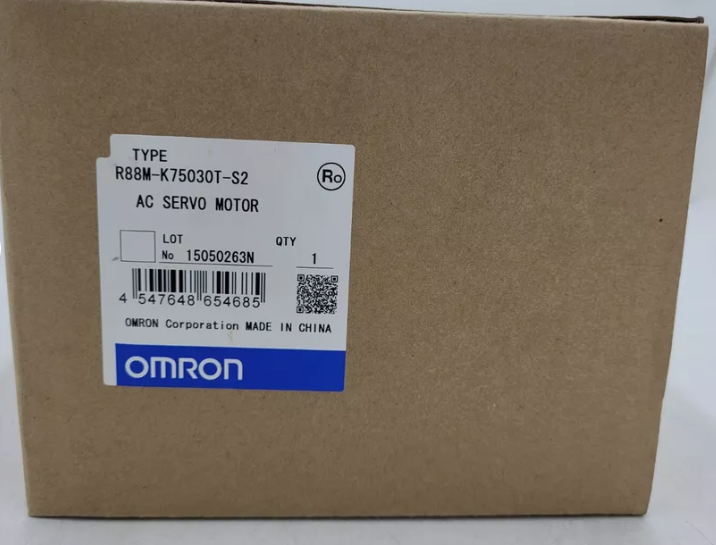 TYPE
R88M-K75030T-S2
Ro
AC SERVO MOTOR
LOT
No 15050263N
QTY
1
4 547648 654685
OMRON Corporation MADE IN CHINA
OMRON